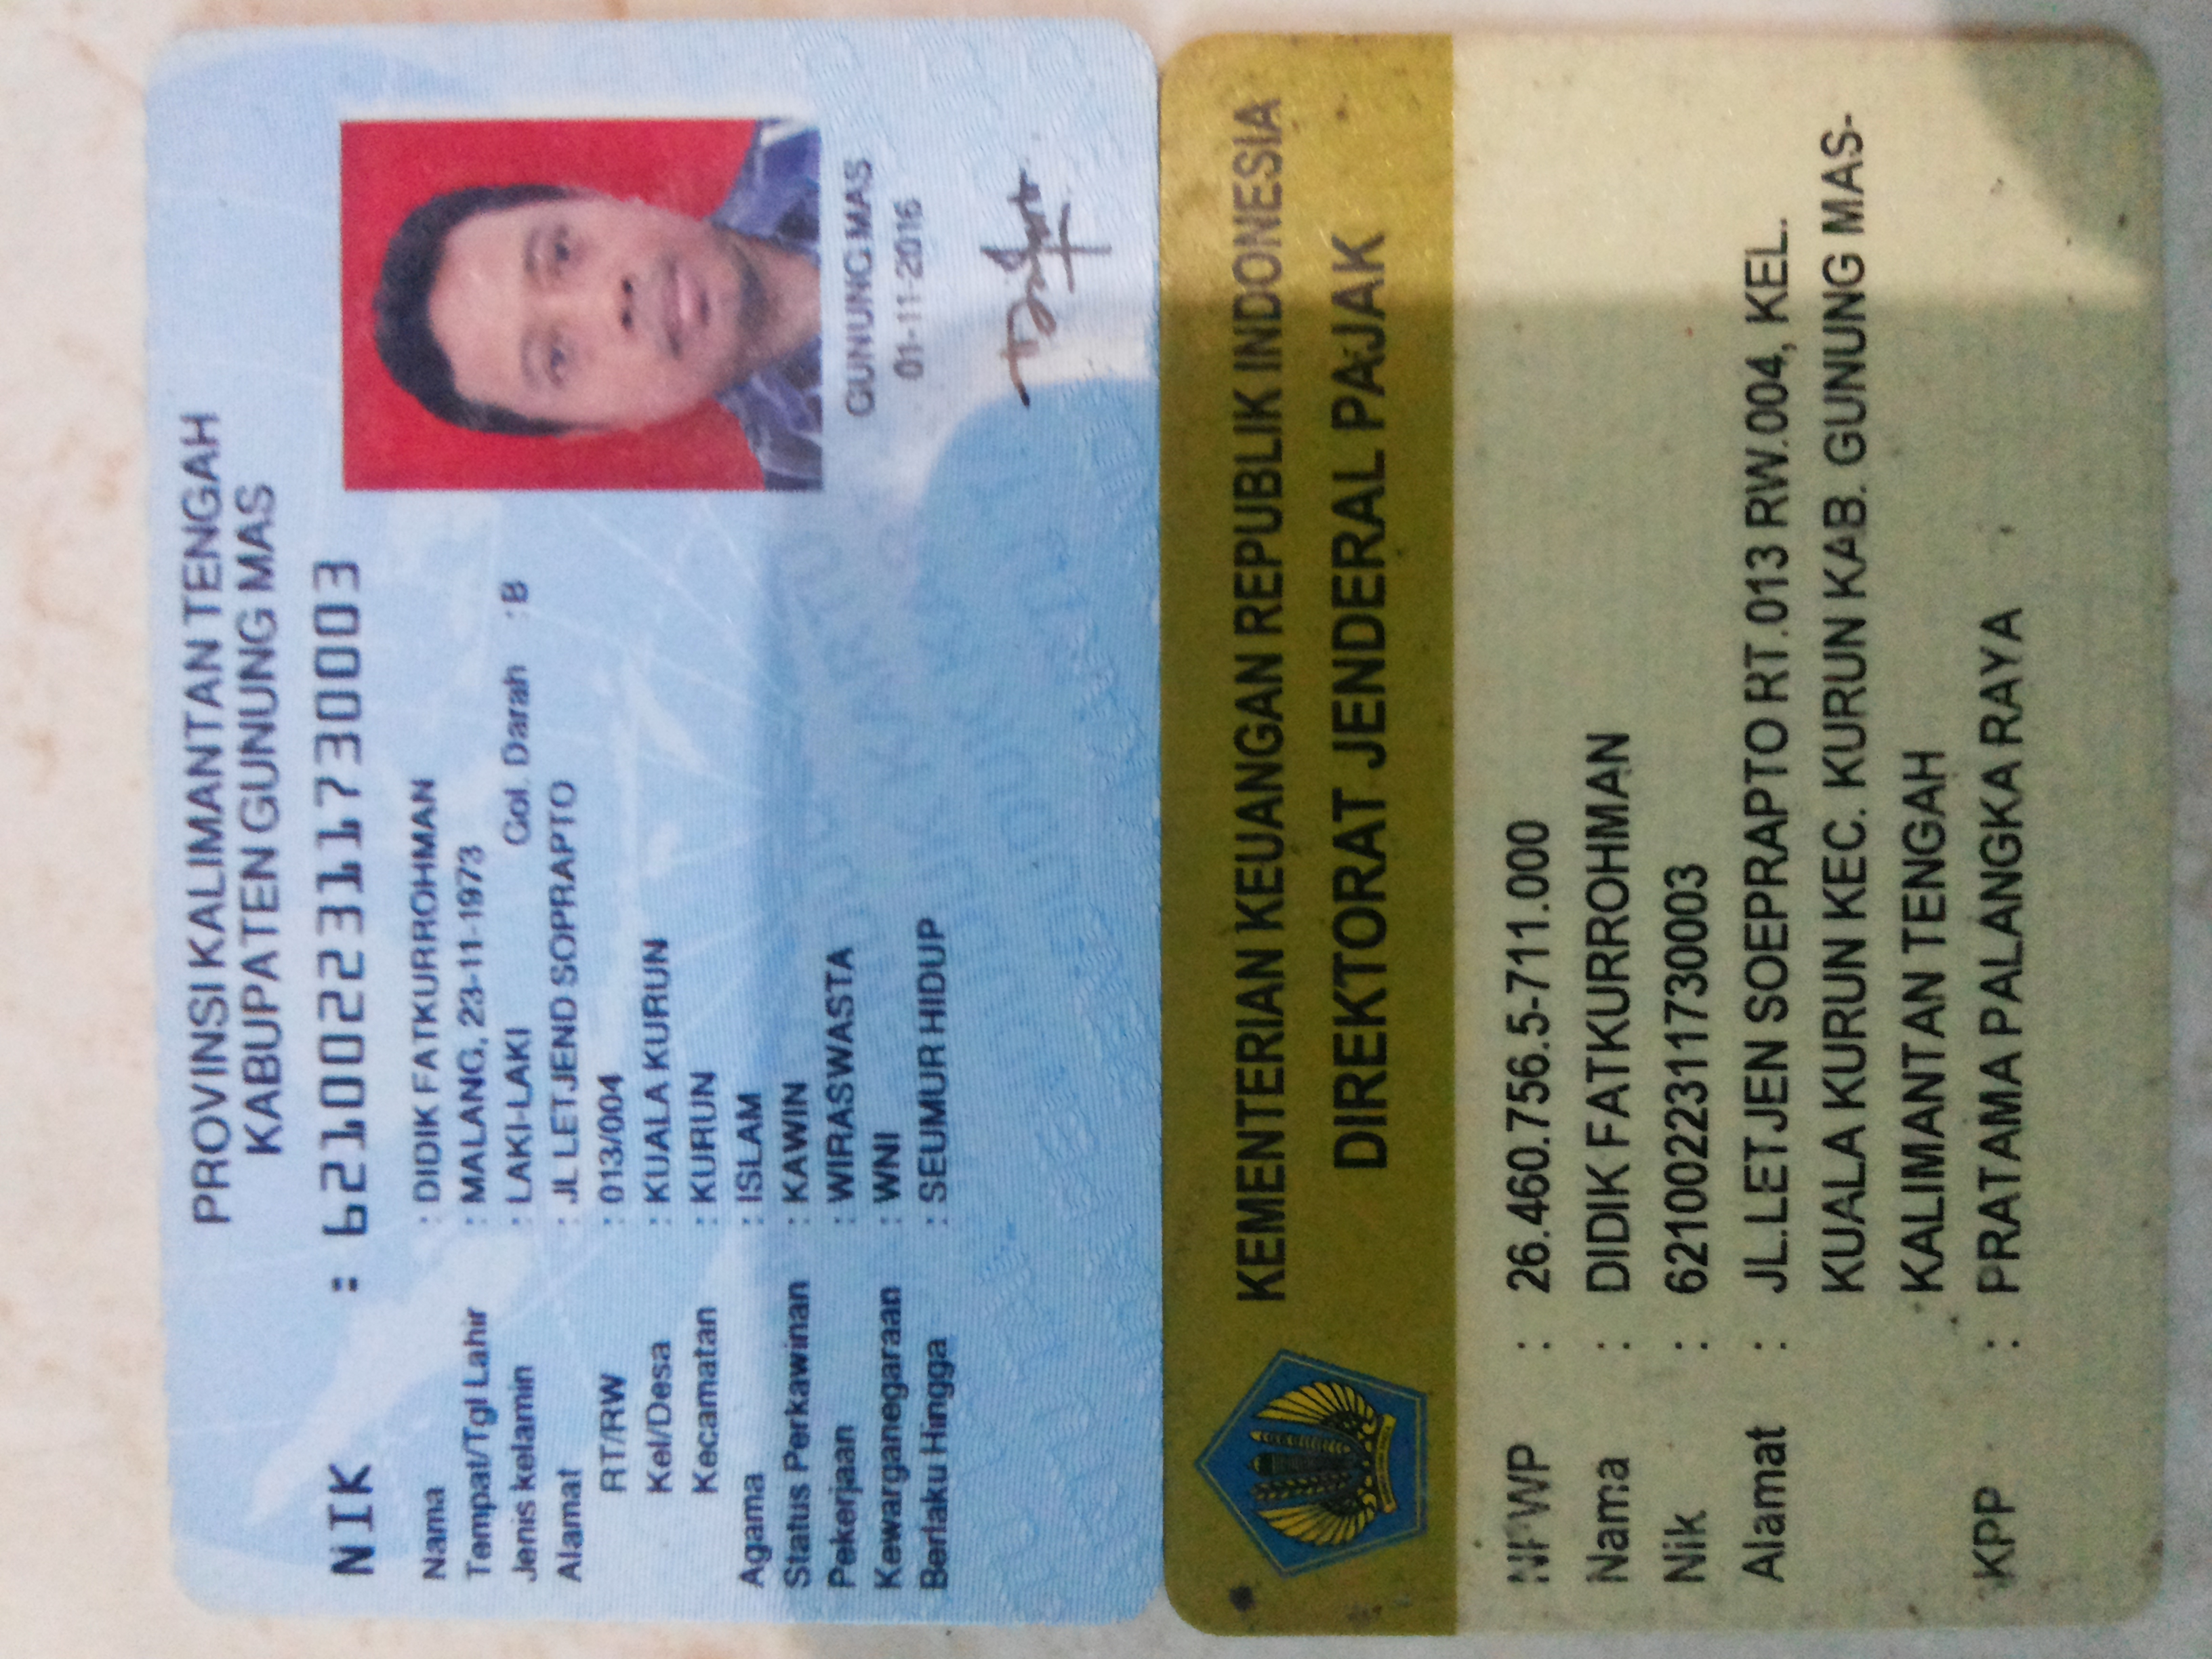 PROVINSI KALIMANTAN TENGAH
KABUPATEN GUNUNG MAS
NIK : 6210022311730003
Nama : DIDIK FATKURROHMAN
Tempat/Tgl Lahir : MALANG, 23-11-1973
Jenis kelamin : LAKI-LAKI Gol. Darah : B
Alamat : JL LETJEND SOPRAPTO
RT/RW : 013/004
Kel/Desa : KUALA KURUN
Kecamatan : KURUN
Agama : ISLAM
Status Perkawinan : KAWIN
Pekerjaan : WIRASWASTA
Kewarganegaraan : WNI
Berlaku Hingga : SEUMUR HIDUP
GUNUNG MAS
01-11-2016
KEMENTERIAN KEUANGAN REPUBLIK INDONESIA
DIREKTORAT JENDERAL PAJAK
NPWP : 26.460.756.5-711.000
Nama : DIDIK FATKURROHMAN
Nik : 6210022311730003
Alamat : JL.LETJEN SOEPRAPTO RT.013 RW.004, KEL.
KUALA KURUN KEC. KURUN KAB. GUNUNG MAS-
KALIMANTAN TENGAH
KPP : PRATAMA PALANGKA RAYA